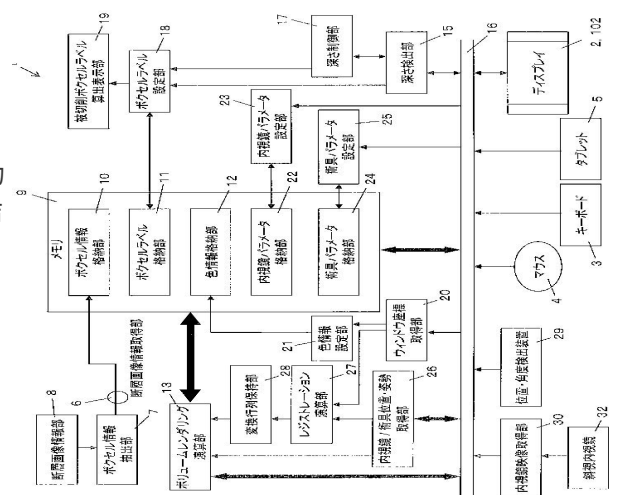 断層画像情報部
8
6
断層画像情報取得部
ボクセル情報
抽出部
7
メモリ
9
ボクセル情報
格納部
10
ボクセルラベル
格納部
11
色情報格納部
12
内視鏡パラメータ
格納部
22
術具パラメータ
格納部
24
被切削ボクセルラベル
算出表示部
19
ボクセルラベル
設定部
18
深さ制御部
17
深さ検出部
15
内視鏡パラメータ
設定部
23
術具パラメータ
設定部
25
16
ボリュームレンダリング
演算部
13
変換行列保持部
28
レジストレーション
演算部
27
内視鏡/術具位置・姿勢
取得部
26
色情報
設定部
21
ウィンドウ座標
取得部
20
内視鏡映像取得部
30
斜視内視鏡
32
位置・角度検出装置
29
マウス
4
キーボード
3
タブレット
5
ディスプレイ
2, 102